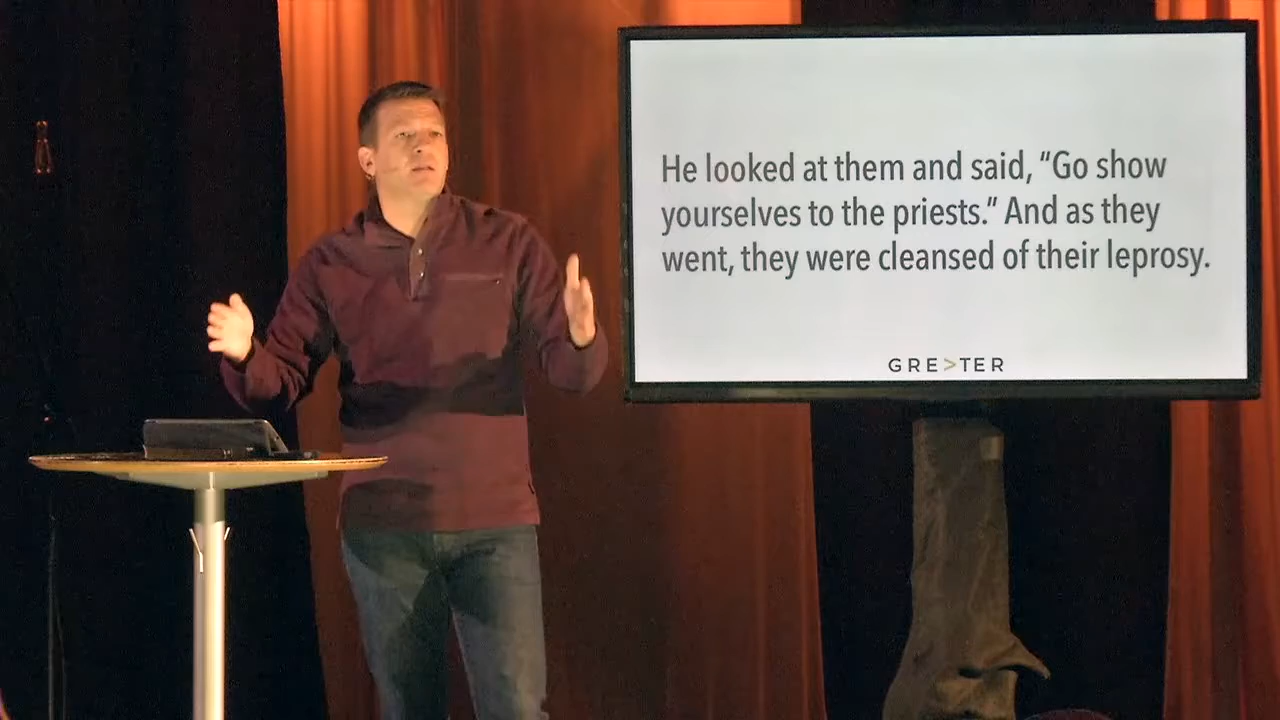 He looked at them and said, “Go show
yourselves to the priests.” And as they
went, they were cleansed of their leprosy.
GRE>TER